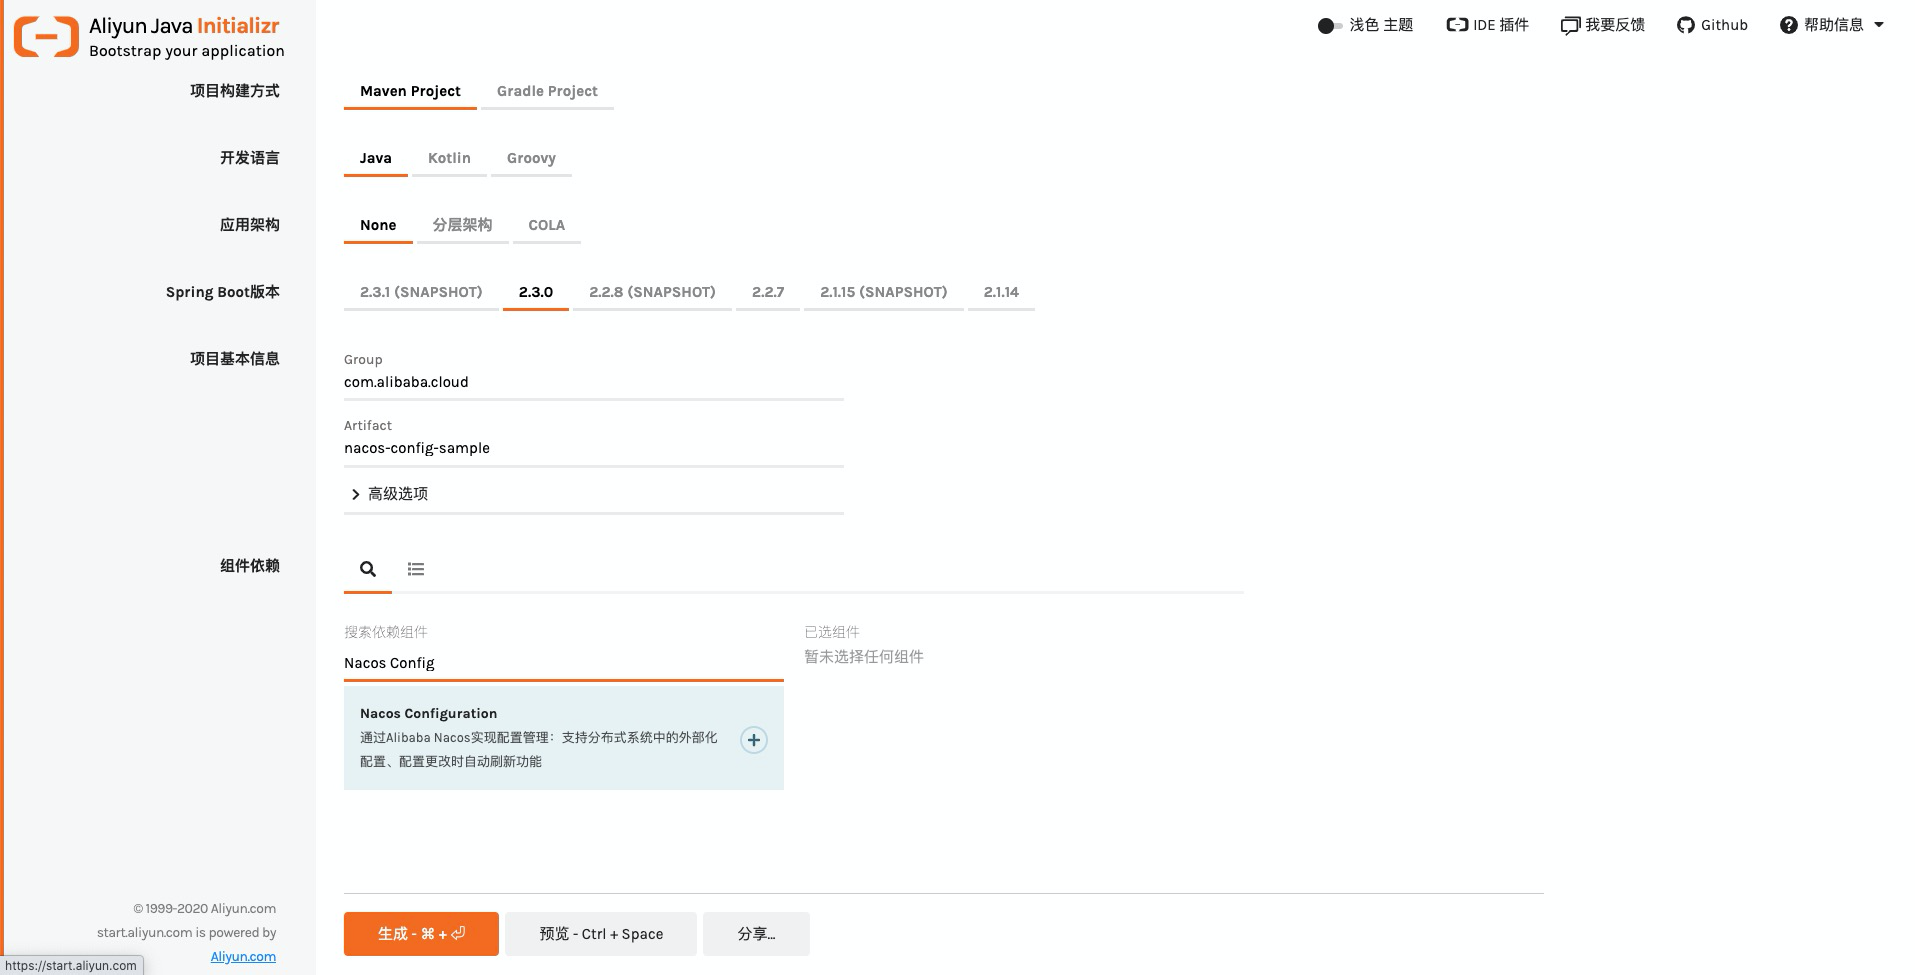 Aliyun Java Initializr
Bootstrap your application
浅色 主题
IDE 插件
我要反馈
Github
帮助信息
项目构建方式
Maven Project
Gradle Project
开发语言
Java
Kotlin
Groovy
应用架构
None
分层架构
COLA
Spring Boot版本
2.3.1 (SNAPSHOT)
2.3.0
2.2.8 (SNAPSHOT)
2.2.7
2.1.15 (SNAPSHOT)
2.1.14
项目基本信息
Group
com.alibaba.cloud
Artifact
nacos-config-sample
高级选项
组件依赖
搜索依赖组件
Nacos Config
Nacos Configuration
通过Alibaba Nacos实现配置管理：支持分布式系统中的外部化
配置、配置更改时自动刷新功能
已选组件
暂未选择任何组件
© 1999-2020 Aliyun.com
start.aliyun.com is powered by
Aliyun.com
生成 - ⌘ + ⏎
预览 - Ctrl + Space
分享...
https://start.aliyun.com